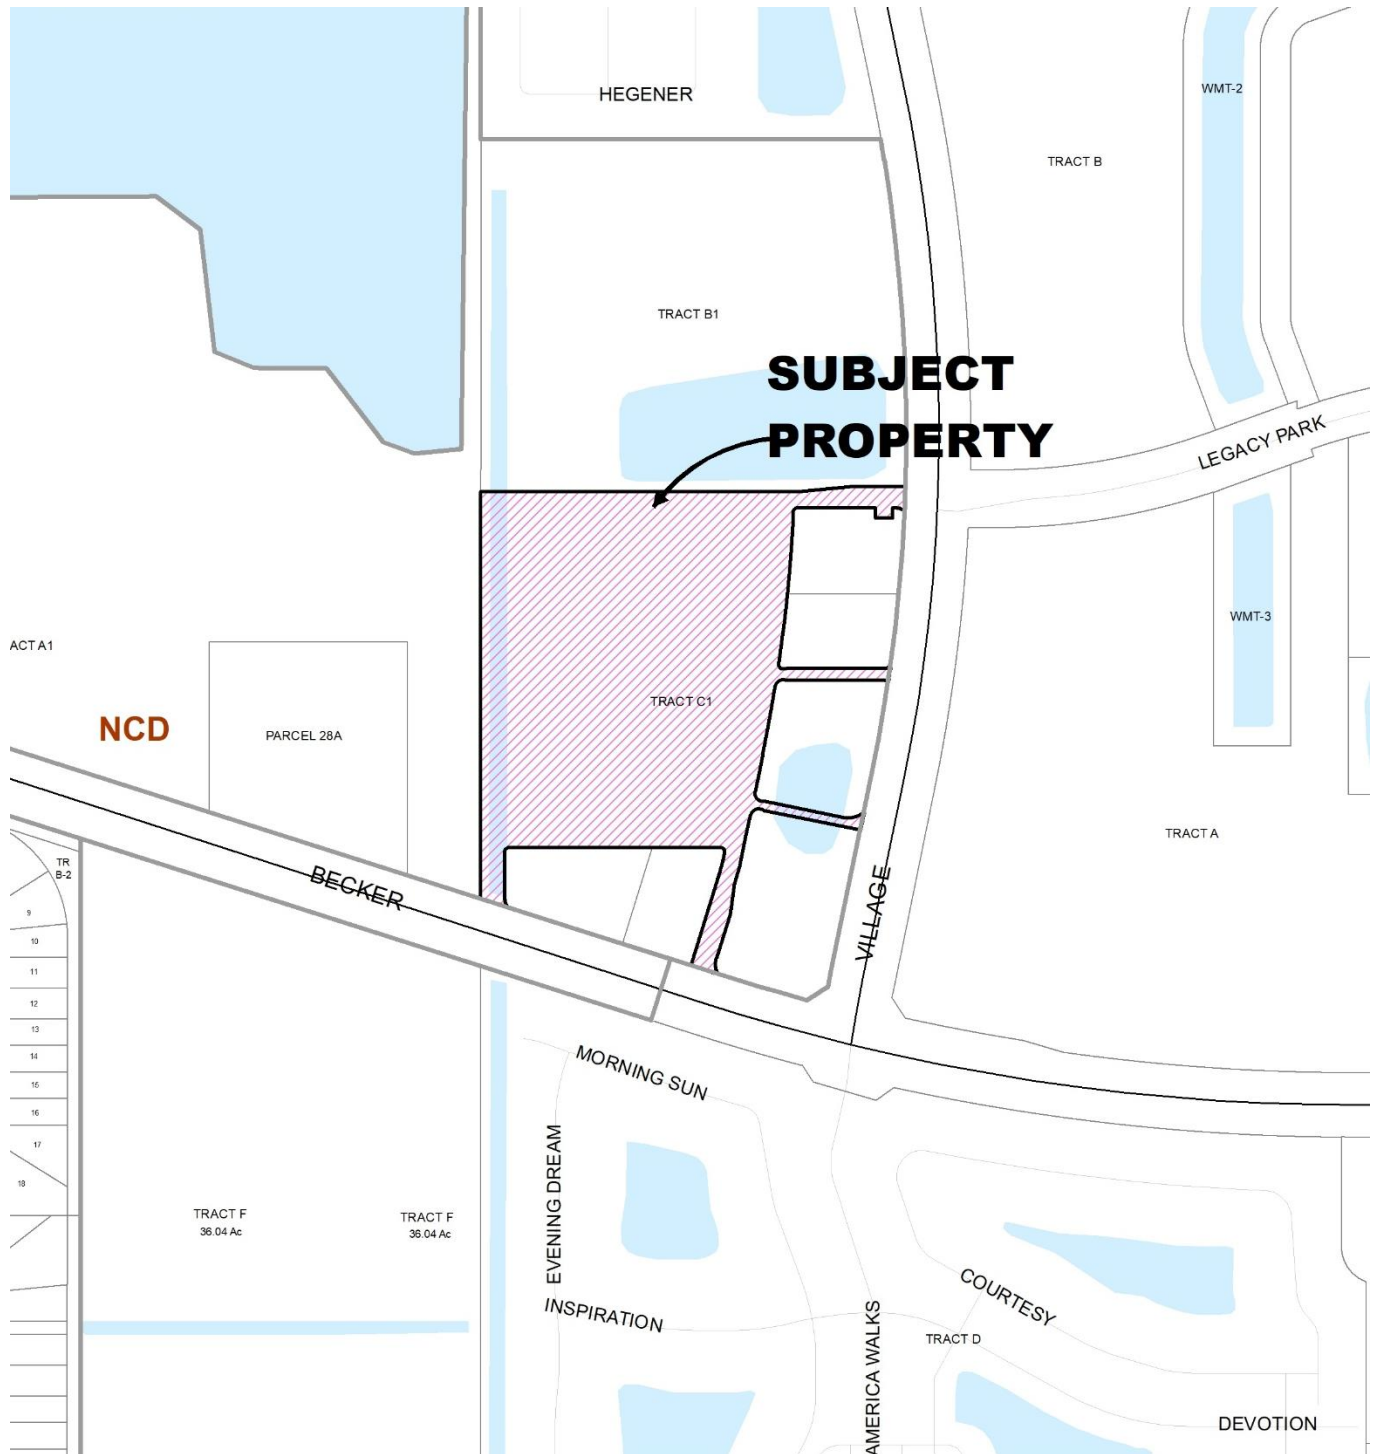 HEGENER
WMT-2
TRACT B
TRACT B1
SUBJECT
PROPERTY
LEGACY PARK
WMT-3
ACT A1
TRACT C1
NCD
PARCEL 28A
TRACT A
TR
B-2
BECKER
VILLAGE
9
10
11
12
13
14
15
16
17
18
MORNING SUN
EVENING DREAM
TRACT F
36.04 Ac
TRACT F
36.04 Ac
INSPIRATION
COURTESY
AMERICA WALKS
TRACT D
DEVOTION